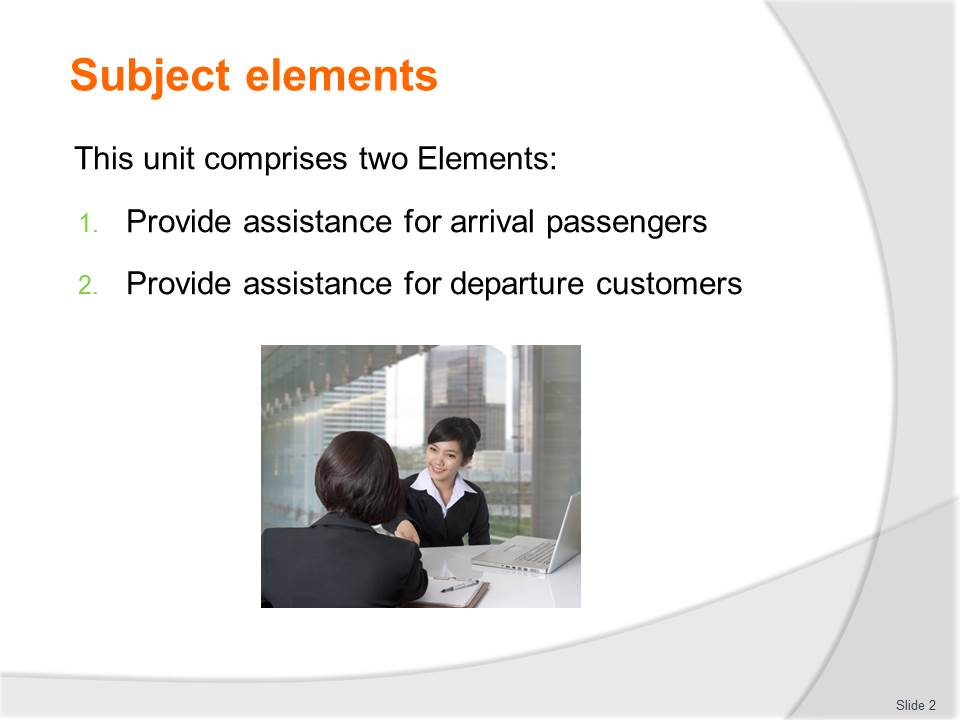 Subject elements
This unit comprises two Elements:
1. Provide assistance for arrival passengers
2. Provide assistance for departure customers
Slide 2